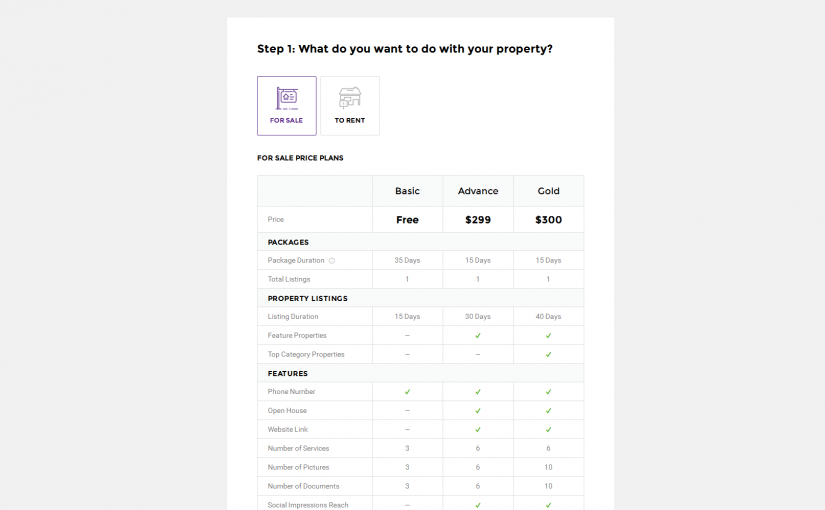 Step 1: What do you want to do with your property?
FOR SALE TO RENT
FOR SALE PRICE PLANS
Basic Advance Gold
Price Free $299 $300
PACKAGES
Package Duration 35 Days 15 Days 15 Days
Total Listings 1 1 1
PROPERTY LISTINGS
Listing Duration 15 Days 30 Days 40 Days
Feature Properties – ✓ ✓
Top Category Properties – – ✓
FEATURES
Phone Number ✓ ✓ ✓
Open House – ✓ ✓
Website Link – ✓ ✓
Number of Services 3 6 6
Number of Pictures 3 6 10
Number of Documents 3 6 10
Social Impressions Reach – ✓ ✓